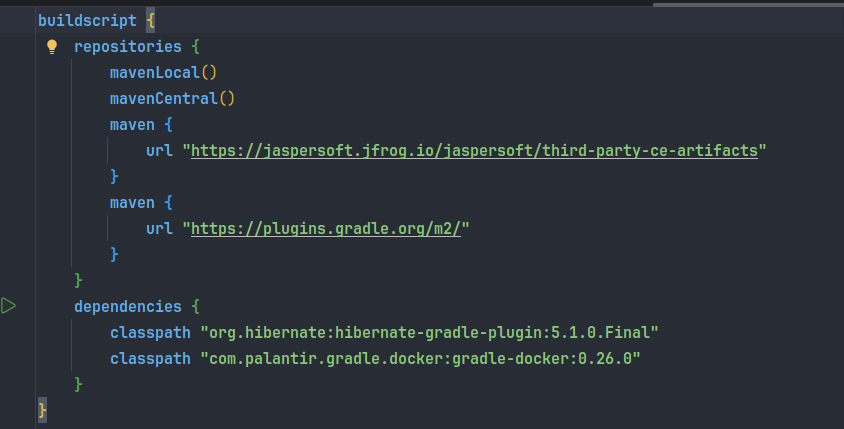 buildscript {
repositories {
mavenLocal()
mavenCentral()
maven {
url "https://jaspersoft.jfrog.io/jaspersoft/third-party-ce-artifacts"
}
maven {
url "https://plugins.gradle.org/m2/"
}
}
dependencies {
classpath "org.hibernate:hibernate-gradle-plugin:5.1.0.Final"
classpath "com.palantir.gradle.docker:gradle-docker:0.26.0"
}
}